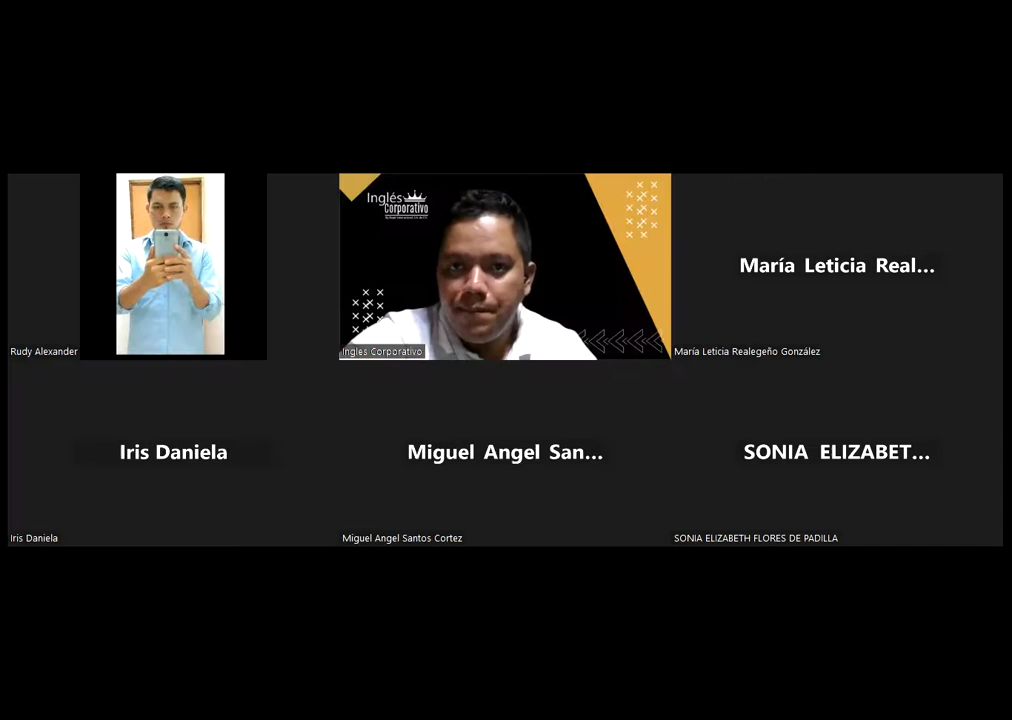 Inglés
Corporativo
María Leticia Real...
Rudy Alexander
Ingles Corporativo
María Leticia Realegeño González
Iris Daniela
Miguel Angel San...
SONIA ELIZABET...
Iris Daniela
Miguel Angel Santos Cortez
SONIA ELIZABETH FLORES DE PADILLA